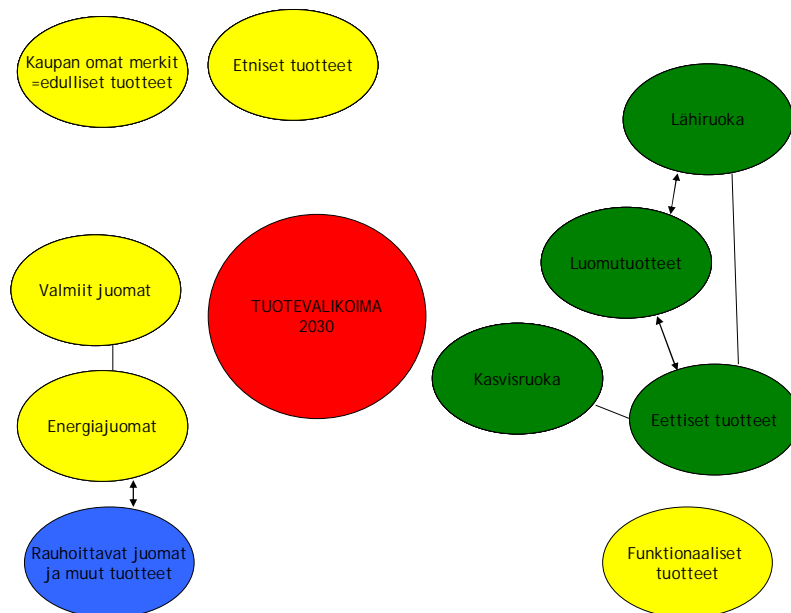 Kaupan omat merkit
=edulliset tuotteet
Etniset tuotteet
Lähiruoka
Luomutuotteet
Valmiit juomat
TUOTEVALIKOIMA
2030
Kasvisruoka
Eettiset tuotteet
Energiajuomat
Rauhoittavat juomat
ja muut tuotteet
Funktionaaliset
tuotteet